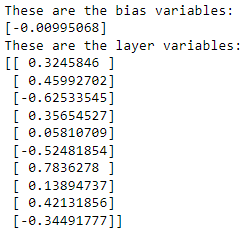 These are the bias variables:
[-0.00995068]
These are the layer variables:
[[ 0.3245846 ]
 [ 0.45992702]
 [-0.62533545]
 [ 0.35654527]
 [ 0.05810709]
 [-0.52481854]
 [ 0.7836278 ]
 [ 0.13894737]
 [ 0.42131856]
 [-0.34491777]]